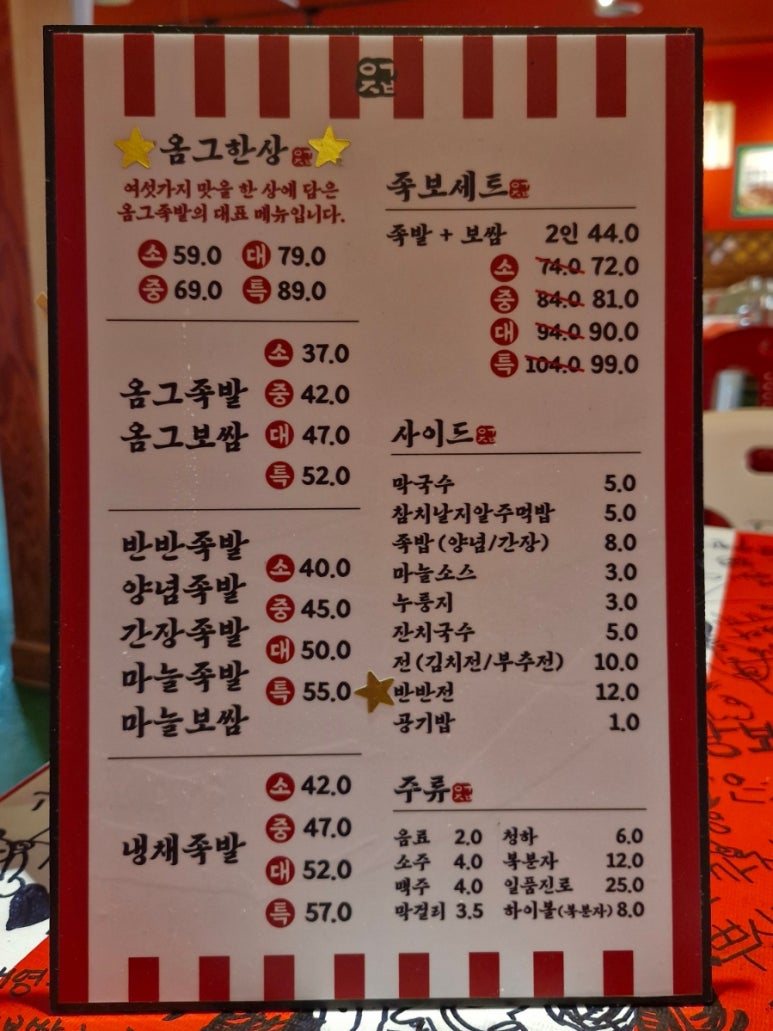 옴그한상
여섯가지 맛을 한 상에 담은
옴그족발의 대표 메뉴입니다.
소 59.0 대 79.0
중 69.0 특 89.0
소 37.0
옴그족발 중 42.0
옴그보쌈 대 47.0
특 52.0
반반족발
양념족발
간장족발
마늘족발
마늘보쌈
소 40.0
중 45.0
대 50.0
특 55.0
냉채족발
소 42.0
중 47.0
대 52.0
특 57.0
족보세트
족발 + 보쌈 2인 44.0
소 74.0 72.0
중 84.0 81.0
대 94.0 90.0
특 104.0 99.0
사이드
막국수 5.0
참치날치알주먹밥 5.0
족밥(양념/간장) 8.0
마늘소스 3.0
누룽지 3.0
잔치국수 5.0
전(김치전/부추전) 10.0
반반전 12.0
공기밥 1.0
주류
음료 2.0 청하 6.0
소주 4.0 복분자 12.0
맥주 4.0 일품진로 25.0
막걸리 3.5 하이볼(복분자) 8.0